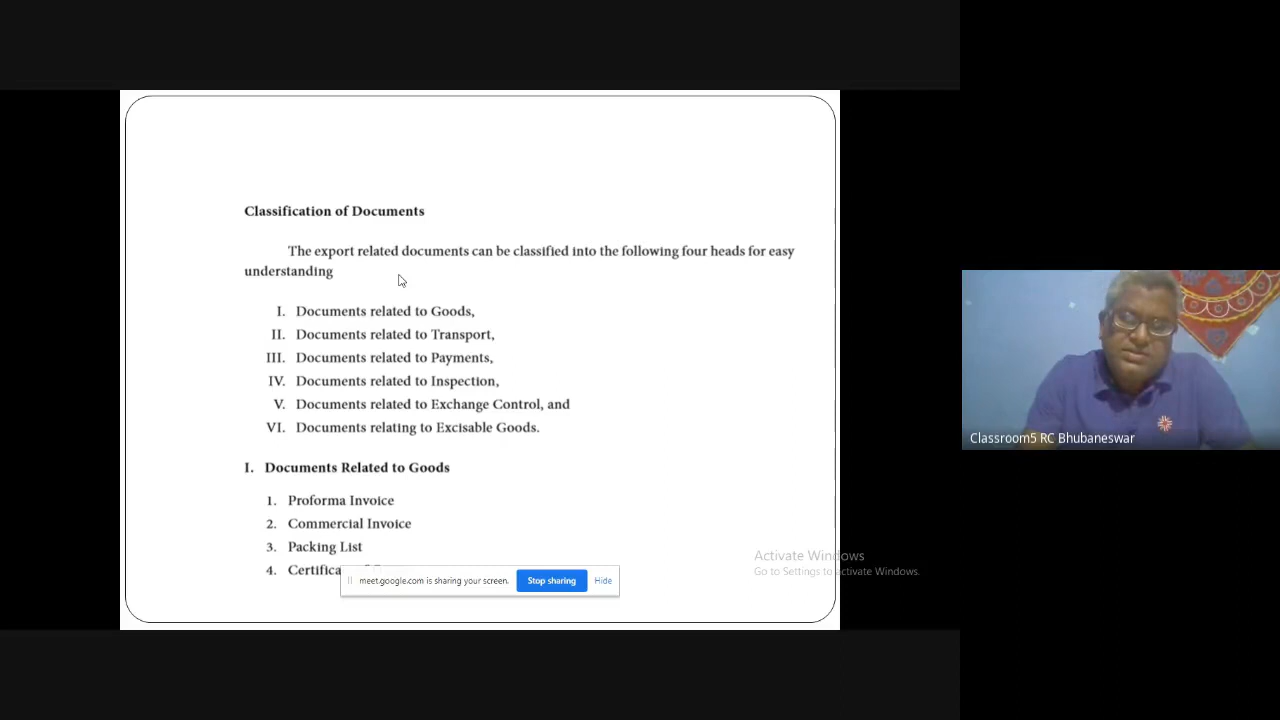 Classification of Documents
The export related documents can be classified into the following four heads for easy
understanding
I. Documents related to Goods,
II. Documents related to Transport,
III. Documents related to Payments,
IV. Documents related to Inspection,
V. Documents related to Exchange Control, and
VI. Documents relating to Excisable Goods.
I. Documents Related to Goods
1. Proforma Invoice
2. Commercial Invoice
3. Packing List
4.
meet.google.com is sharing your screen. Stop sharing Hide
Activate Windows
Go to Settings to activate Windows.
Classroom5 RC Bhubaneswar